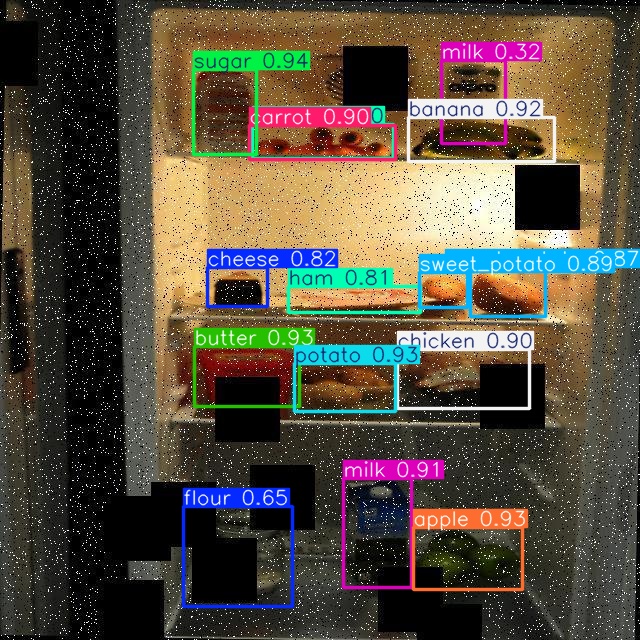 milk 0.32
sugar 0.94
banana 0.92
carrot 0.90
cheese 0.82
sweet_potato 0.89
87
ham 0.81
butter 0.93
chicken 0.90
potato 0.93
milk 0.91
flour 0.65
apple 0.93